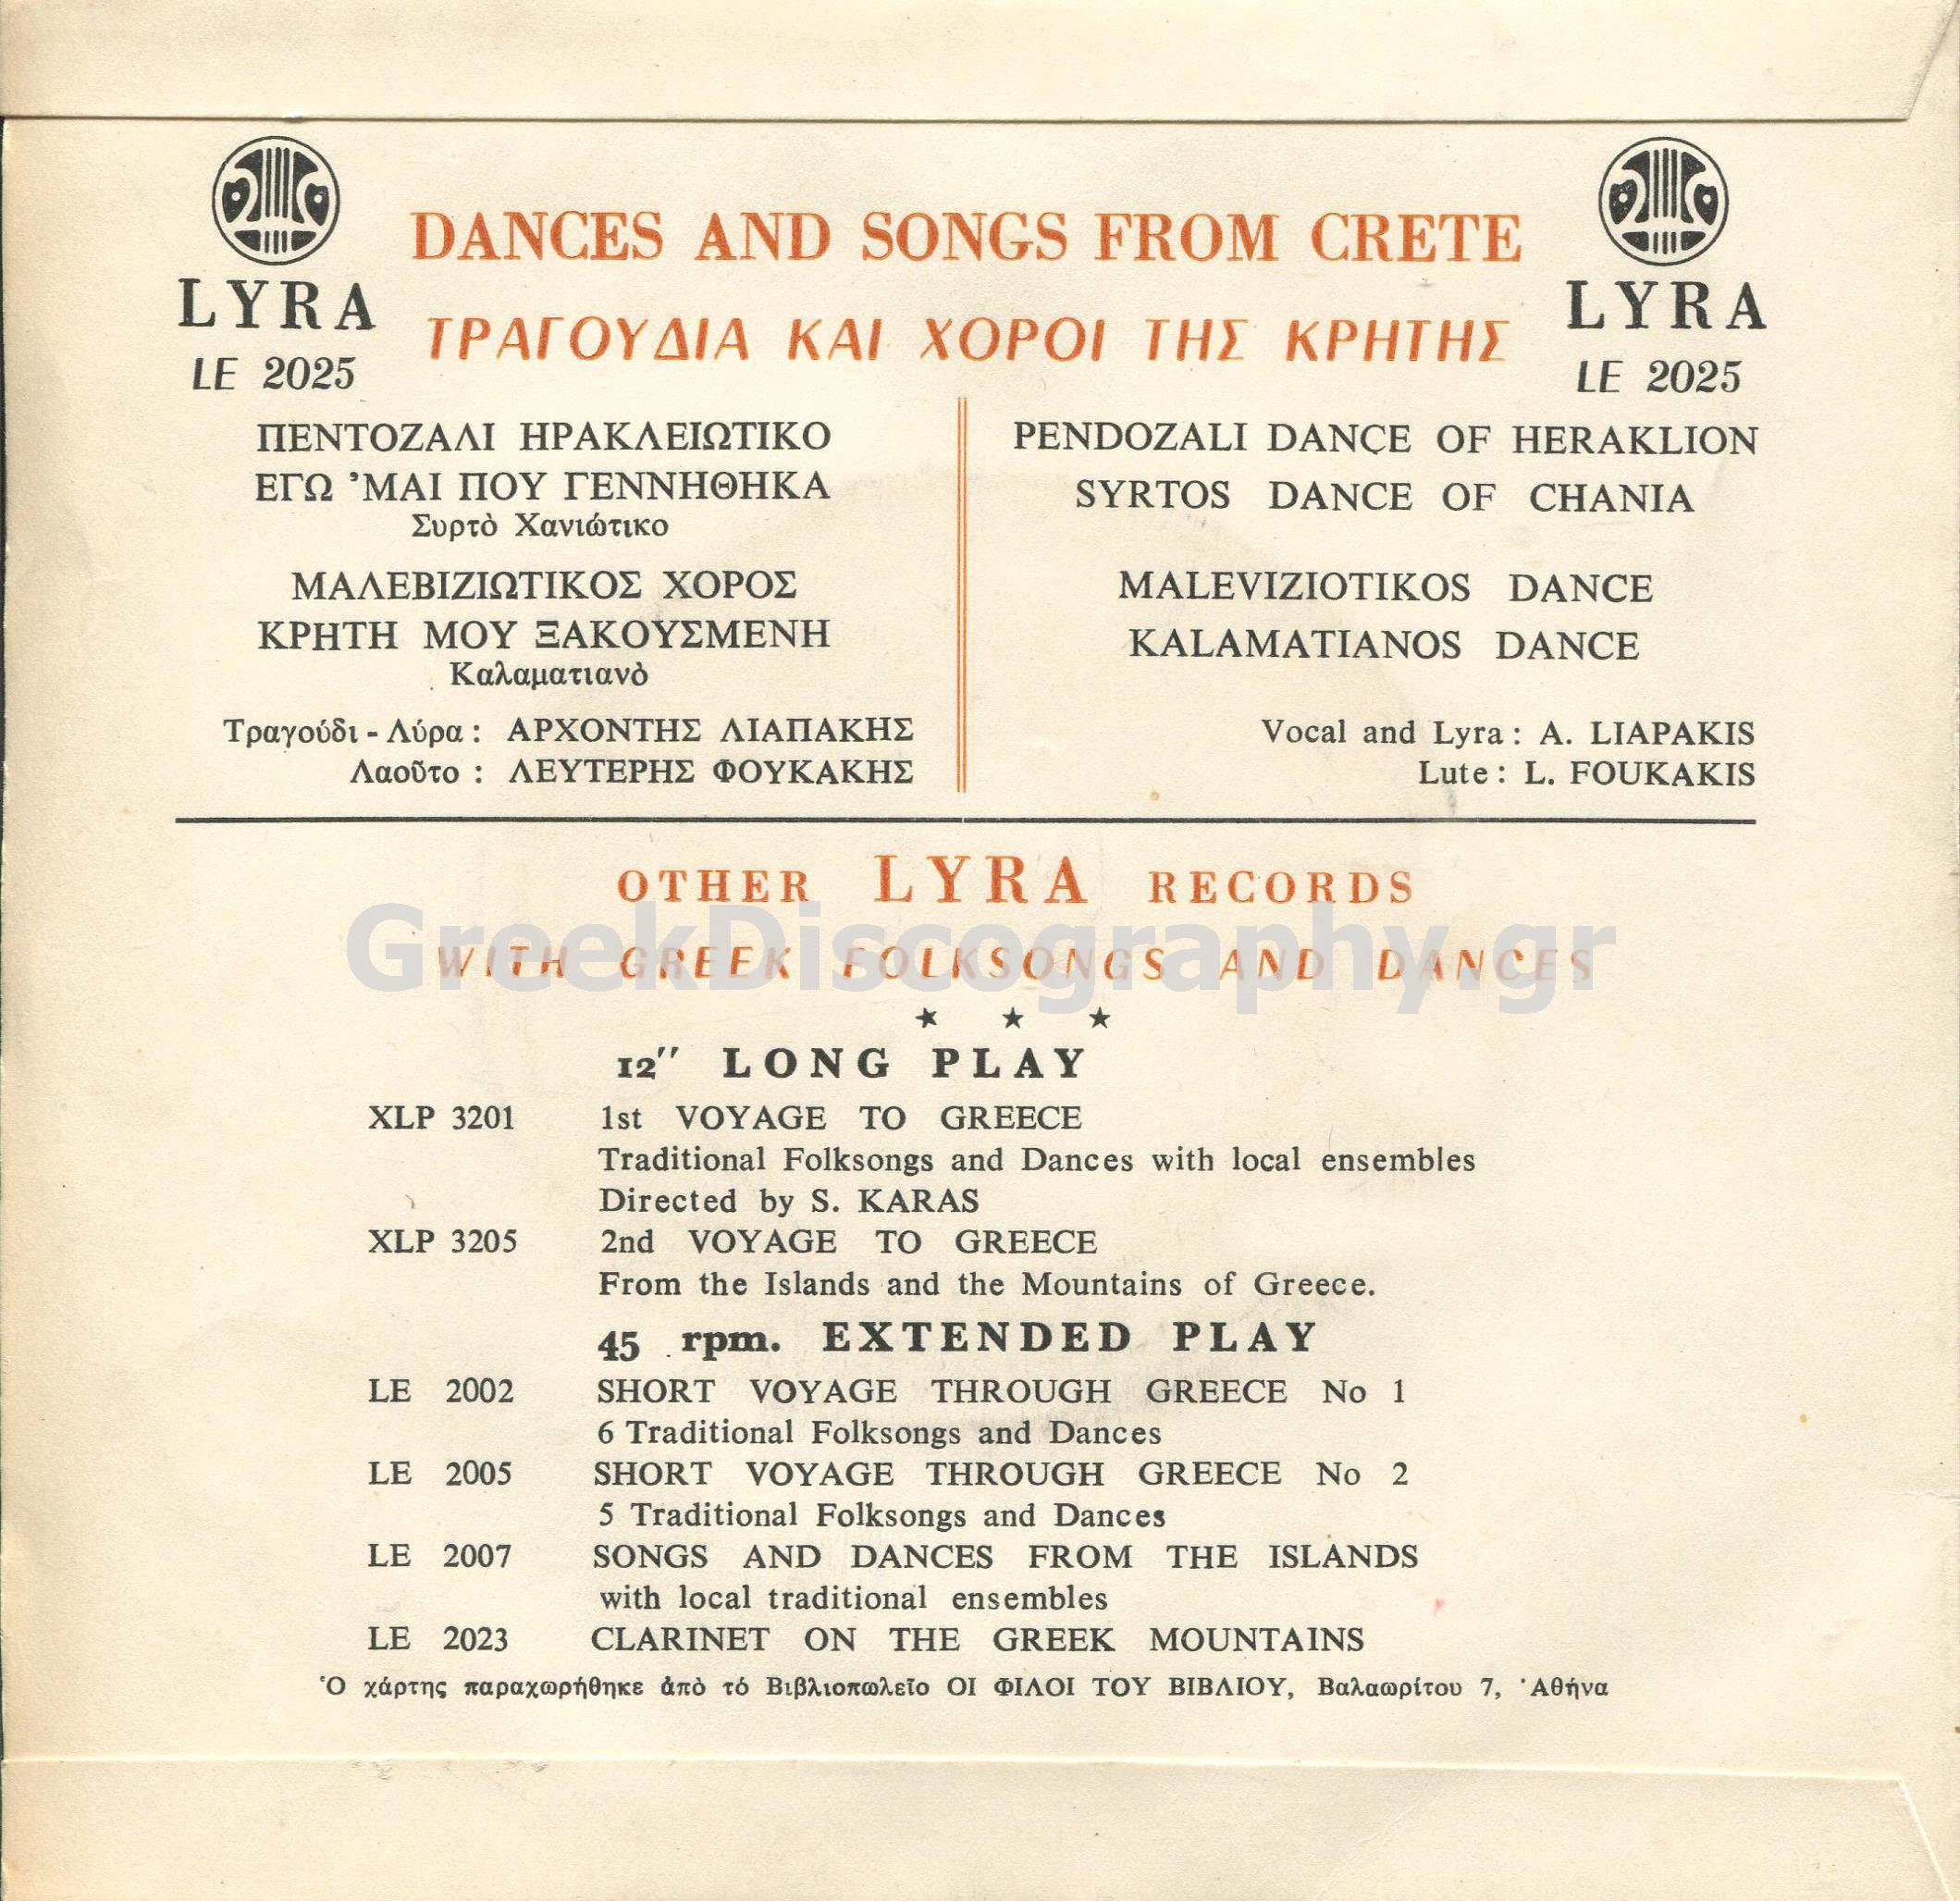 DANCES AND SONGS FROM CRETE
ΤΡΑΓΟΥΔΙΑ ΚΑΙ ΧΟΡΟΙ ΤΗΣ ΚΡΗΤΗΣ
LYRA
LE 2025
LYRA
LE 2025
ΠΕΝΤΟΖΑΛΙ ΗΡΑΚΛΕΙΩΤΙΚΟ
ΕΓΩ 'ΜΑΙ ΠΟΥ ΓΕΝΝΗΘΗΚΑ
Συρτὸ Χανιώτικο
ΜΑΛΕΒΙΖΙΩΤΙΚΟΣ ΧΟΡΟΣ
ΚΡΗΤΗ ΜΟΥ ΞΑΚΟΥΣΜΕΝΗ
Καλαματιανὸ
Τραγούδι - Λύρα : ΑΡΧΟΝΤΗΣ ΛΙΑΠΑΚΗΣ
Λαοῦτο : ΛΕΥΤΕΡΗΣ ΦΟΥΚΑΚΗΣ
PENDOZALI DANCE OF HERAKLION
SYRTOS DANCE OF CHANIA
MALEVIZIOTIKOS DANCE
KALAMATIANOS DANCE
Vocal and Lyra : A. LIAPAKIS
Lute : L. FOUKAKIS
OTHER LYRA RECORDS
WITH GREEK FOLKSONGS AND DANCES
GreekDiscography.gr
★ ★ ★
12" LONG PLAY
XLP 3201 1st VOYAGE TO GREECE
Traditional Folksongs and Dances with local ensembles
Directed by S. KARAS
XLP 3205 2nd VOYAGE TO GREECE
From the Islands and the Mountains of Greece.
45 rpm. EXTENDED PLAY
LE 2002 SHORT VOYAGE THROUGH GREECE No 1
6 Traditional Folksongs and Dances
LE 2005 SHORT VOYAGE THROUGH GREECE No 2
5 Traditional Folksongs and Dances
LE 2007 SONGS AND DANCES FROM THE ISLANDS
with local traditional ensembles
LE 2023 CLARINET ON THE GREEK MOUNTAINS
Ὁ χάρτης παραχωρήθηκε ἀπὸ τό Βιβλιοπωλεῖο ΟΙ ΦΙΛΟΙ ΤΟΥ ΒΙΒΛΙΟΥ, Βαλαωρίτου 7, Ἀθήνα